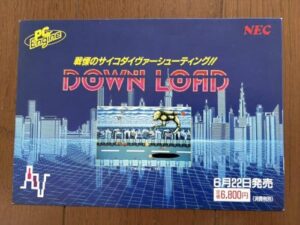 PC Engine
NEC
戦慄のサイコダイヴァーシューティング!!
DOWN LOAD
6月22日発売
6,800円
(消費税別)